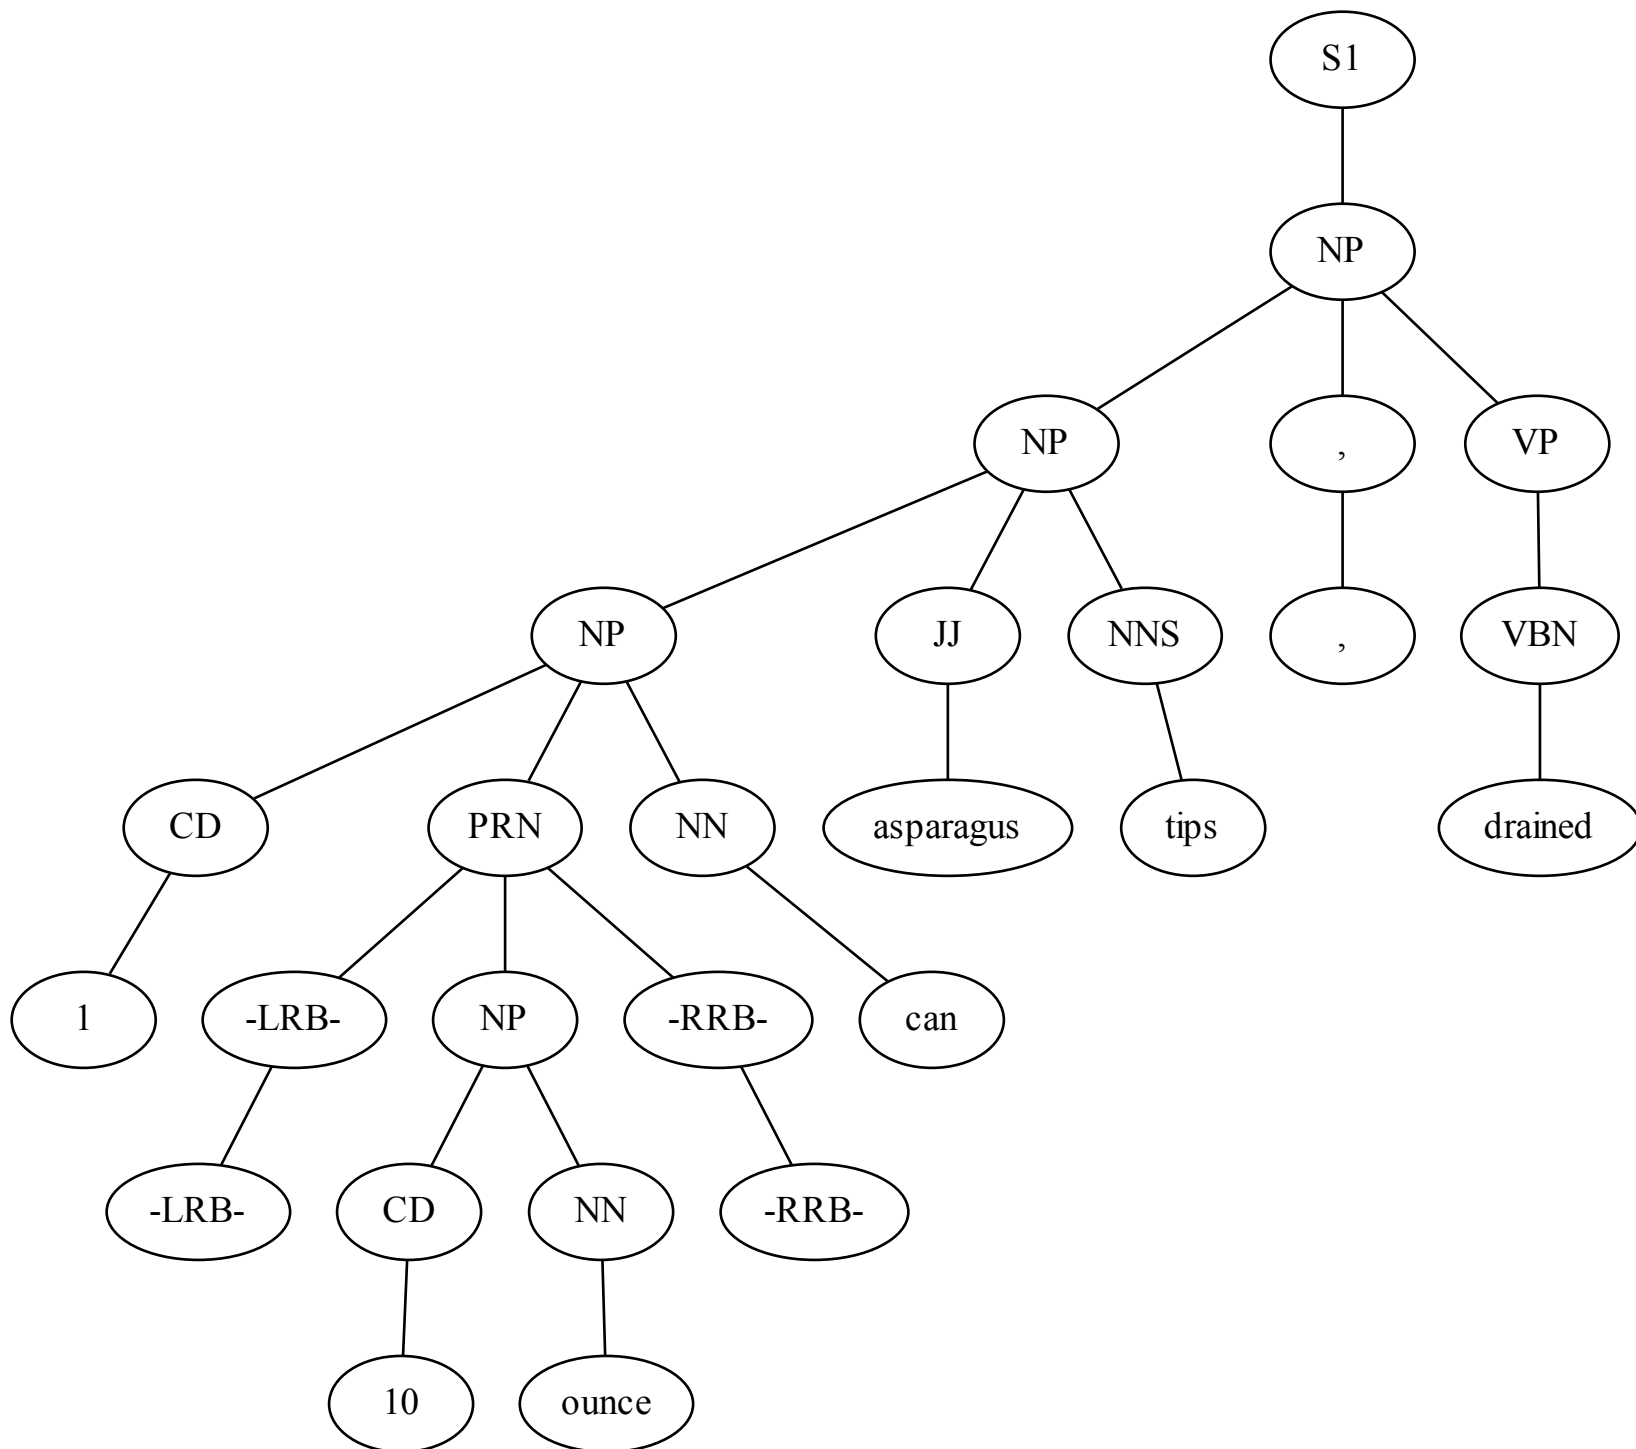 S1
NP
NP , VP
NP JJ NNS , VBN
CD PRN NN asparagus tips drained
1 -LRB- NP -RRB- can
-LRB- CD NN -RRB-
10 ounce